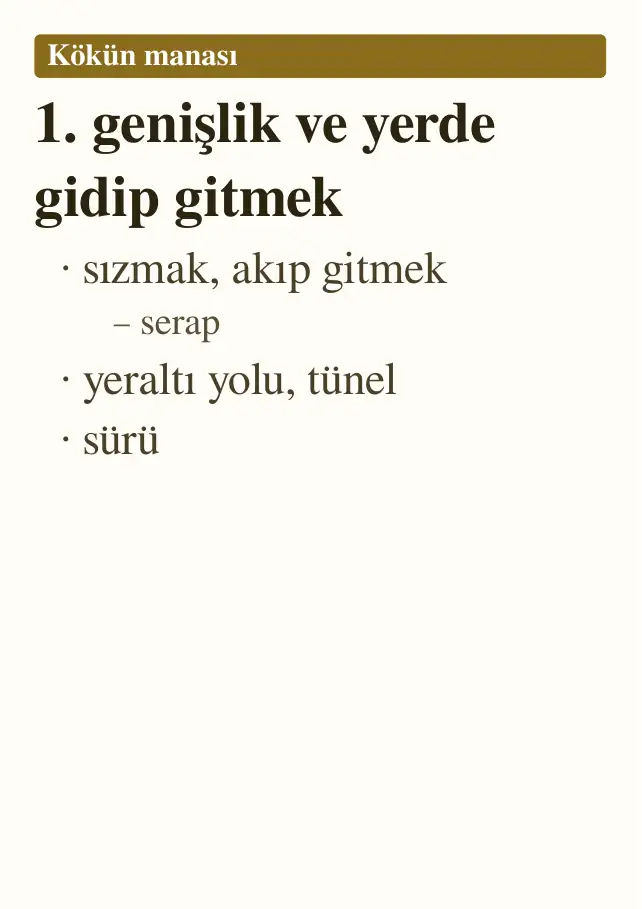 Kökün manası
1. genişlik ve yerde
gidip gitmek
· sızmak, akıp gitmek
– serap
· yeraltı yolu, tünel
· sürü